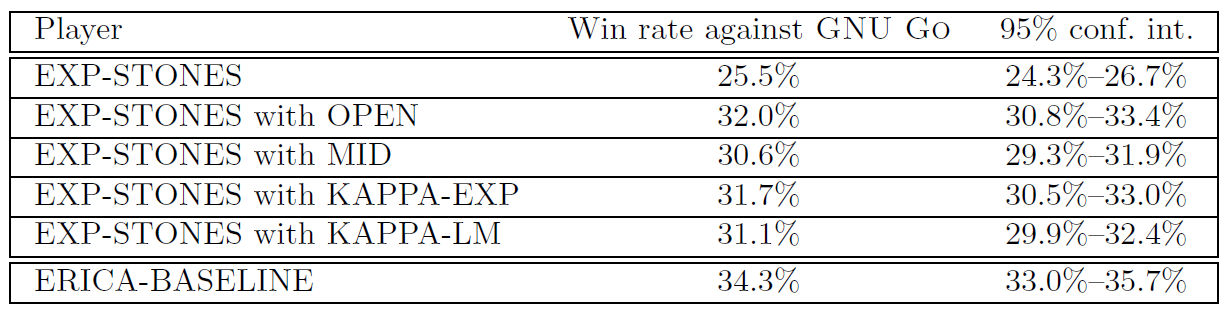 Player Win rate against GNU Go 95% conf. int.
EXP-STONES 25.5% 24.3%–26.7%
EXP-STONES with OPEN 32.0% 30.8%–33.4%
EXP-STONES with MID 30.6% 29.3%–31.9%
EXP-STONES with KAPPA-EXP 31.7% 30.5%–33.0%
EXP-STONES with KAPPA-LM 31.1% 29.9%–32.4%
ERICA-BASELINE 34.3% 33.0%–35.7%